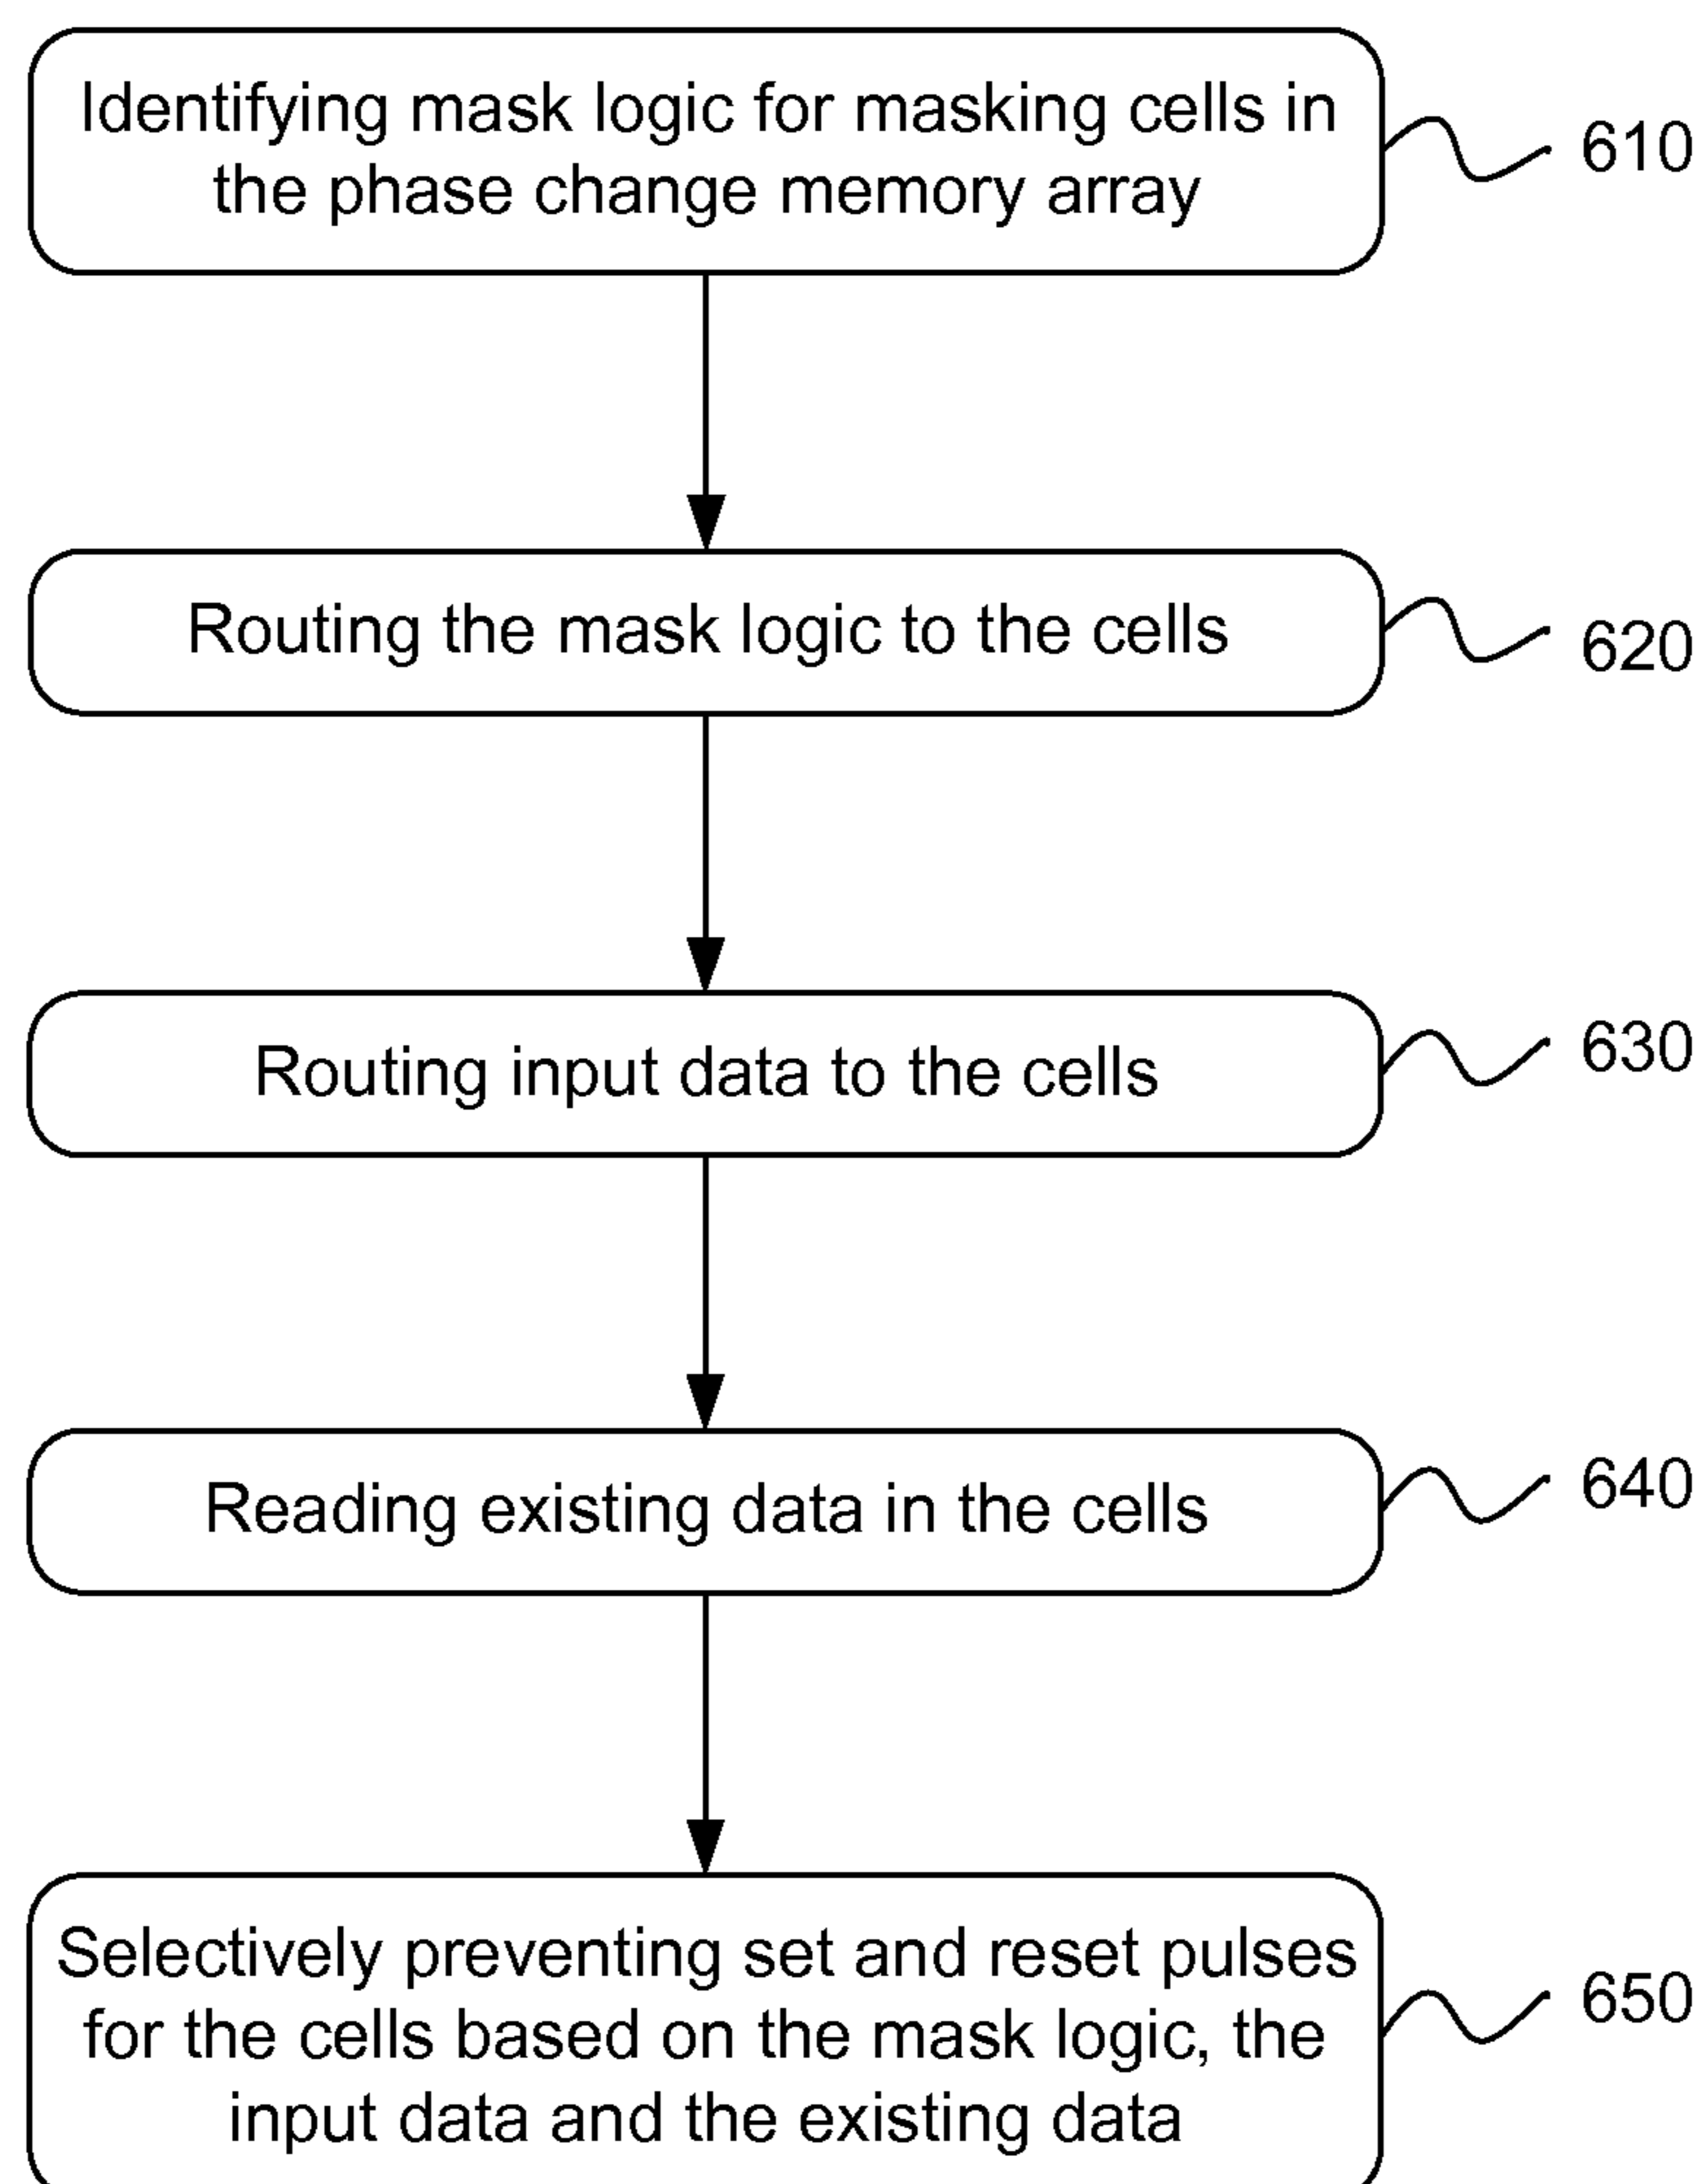 Identifying mask logic for masking cells in
the phase change memory array
610
Routing the mask logic to the cells
620
Routing input data to the cells
630
Reading existing data in the cells
640
Selectively preventing set and reset pulses
for the cells based on the mask logic, the
input data and the existing data
650